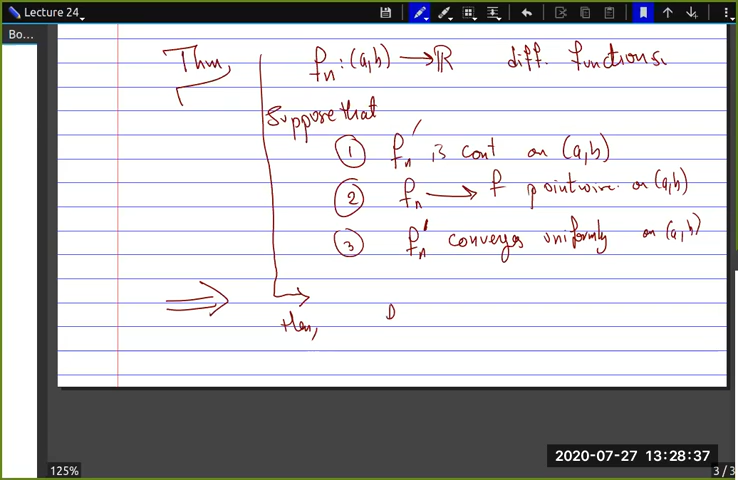 Lecture 24
Bo...
Thm, fₙ : (a,b) → ℝ diff. functions.
Suppose that
① fₙ' is cont on (a,b)
② fₙ → f pointwise on (a,b)
③ fₙ' converges uniformly on (a,b)
⇒
then,
2020-07-27 13:28:37
125%
3 / 3